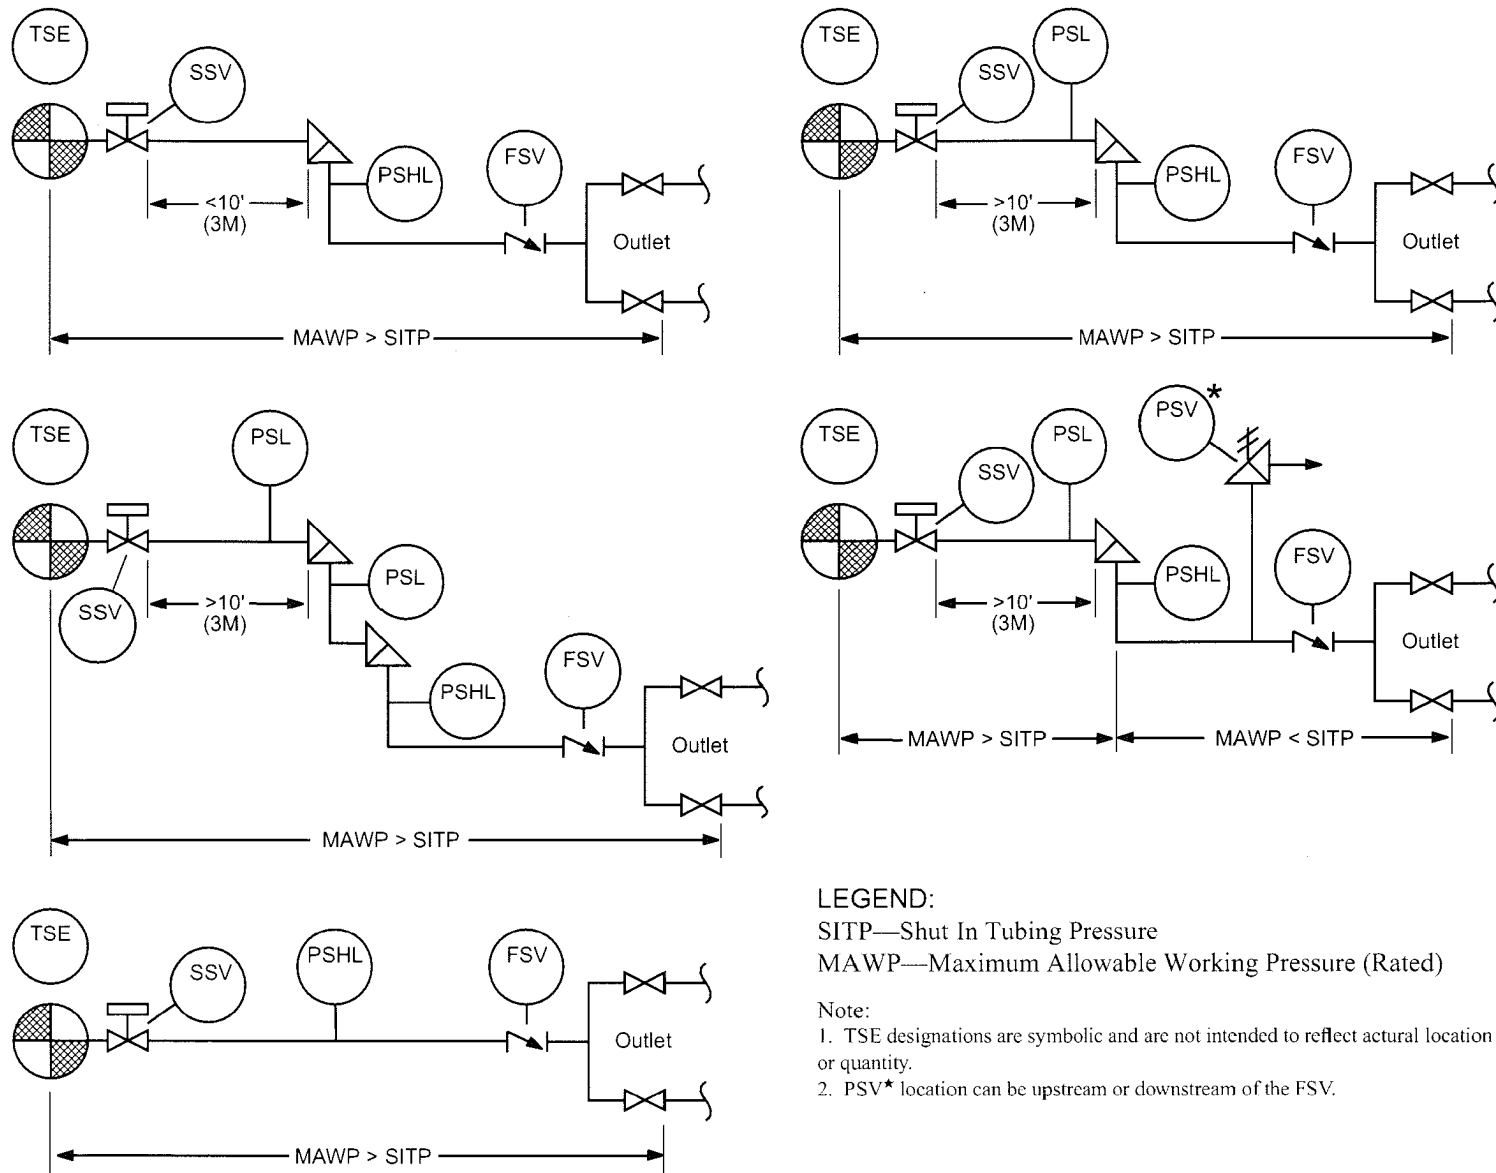 TSE
SSV
PSHL
FSV
<10'
(3M)
Outlet
MAWP > SITP
TSE
SSV
PSL
PSHL
FSV
>10'
(3M)
Outlet
MAWP > SITP
TSE
PSL
SSV
>10'
(3M)
PSL
PSHL
FSV
Outlet
MAWP > SITP
TSE
SSV
PSL
PSV*
PSHL
FSV
>10'
(3M)
Outlet
MAWP > SITP
MAWP < SITP
TSE
SSV
PSHL
FSV
Outlet
MAWP > SITP
LEGEND:
SITP—Shut In Tubing Pressure
MAWP—Maximum Allowable Working Pressure (Rated)
Note:
1. TSE designations are symbolic and are not intended to reflect actural location
or quantity.
2. PSV★ location can be upstream or downstream of the FSV.